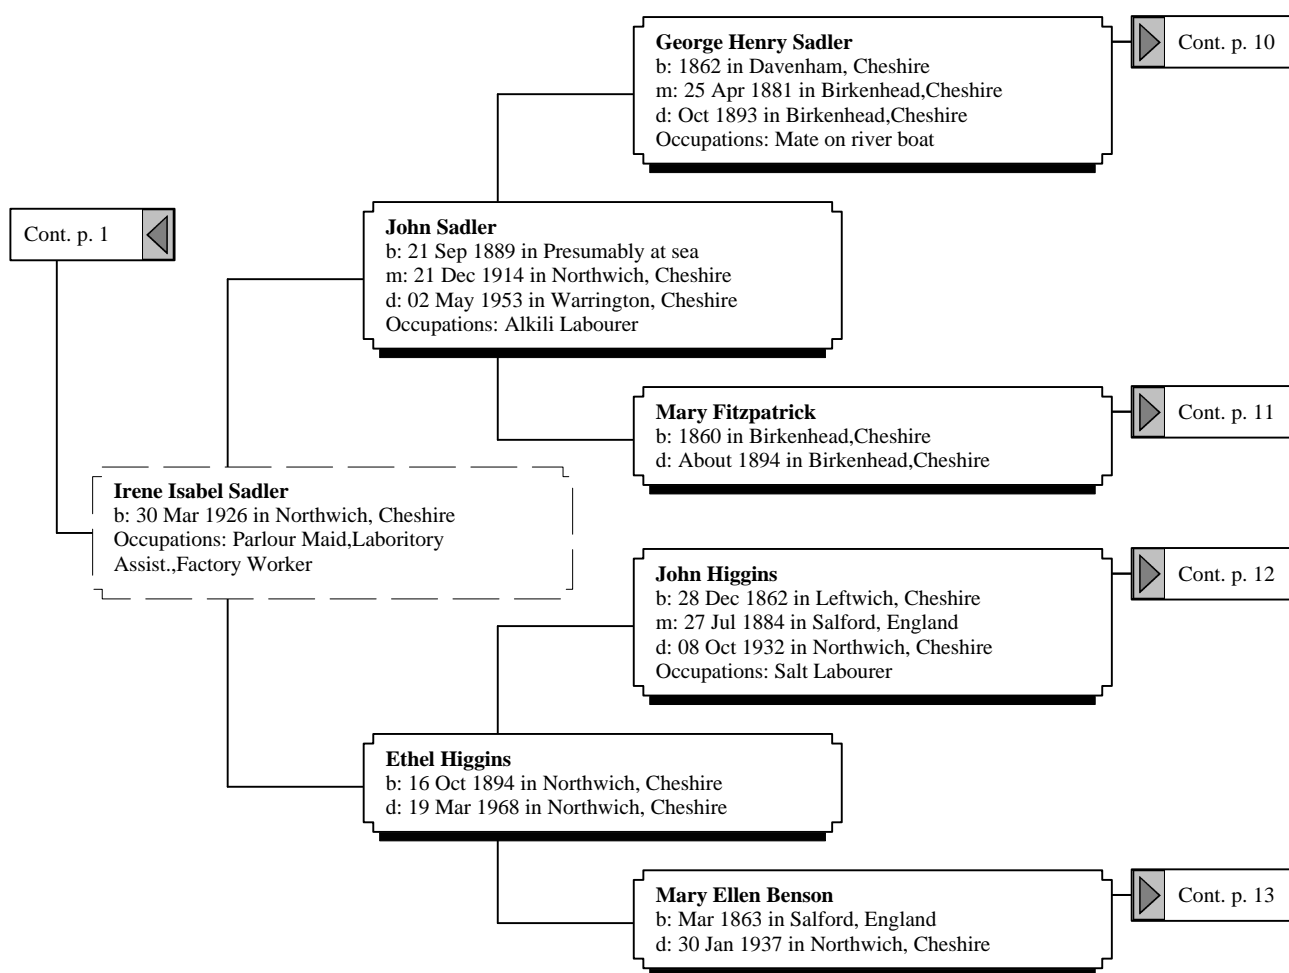 George Henry Sadler
b: 1862 in Davenham, Cheshire
m: 25 Apr 1881 in Birkenhead,Cheshire
d: Oct 1893 in Birkenhead,Cheshire
Occupations: Mate on river boat
Cont. p. 10
Cont. p. 1
John Sadler
b: 21 Sep 1889 in Presumably at sea
m: 21 Dec 1914 in Northwich, Cheshire
d: 02 May 1953 in Warrington, Cheshire
Occupations: Alkili Labourer
Mary Fitzpatrick
b: 1860 in Birkenhead,Cheshire
d: About 1894 in Birkenhead,Cheshire
Cont. p. 11
Irene Isabel Sadler
b: 30 Mar 1926 in Northwich, Cheshire
Occupations: Parlour Maid,Laboritory
Assist.,Factory Worker
John Higgins
b: 28 Dec 1862 in Leftwich, Cheshire
m: 27 Jul 1884 in Salford, England
d: 08 Oct 1932 in Northwich, Cheshire
Occupations: Salt Labourer
Cont. p. 12
Ethel Higgins
b: 16 Oct 1894 in Northwich, Cheshire
d: 19 Mar 1968 in Northwich, Cheshire
Mary Ellen Benson
b: Mar 1863 in Salford, England
d: 30 Jan 1937 in Northwich, Cheshire
Cont. p. 13